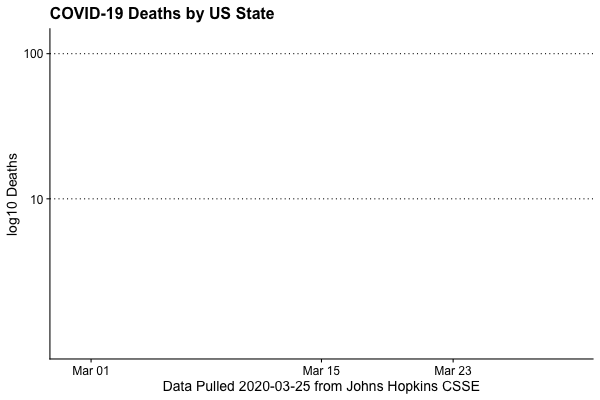 COVID-19 Deaths by US State
100
10
log10 Deaths
Mar 01
Mar 15
Mar 23
Data Pulled 2020-03-25 from Johns Hopkins CSSE